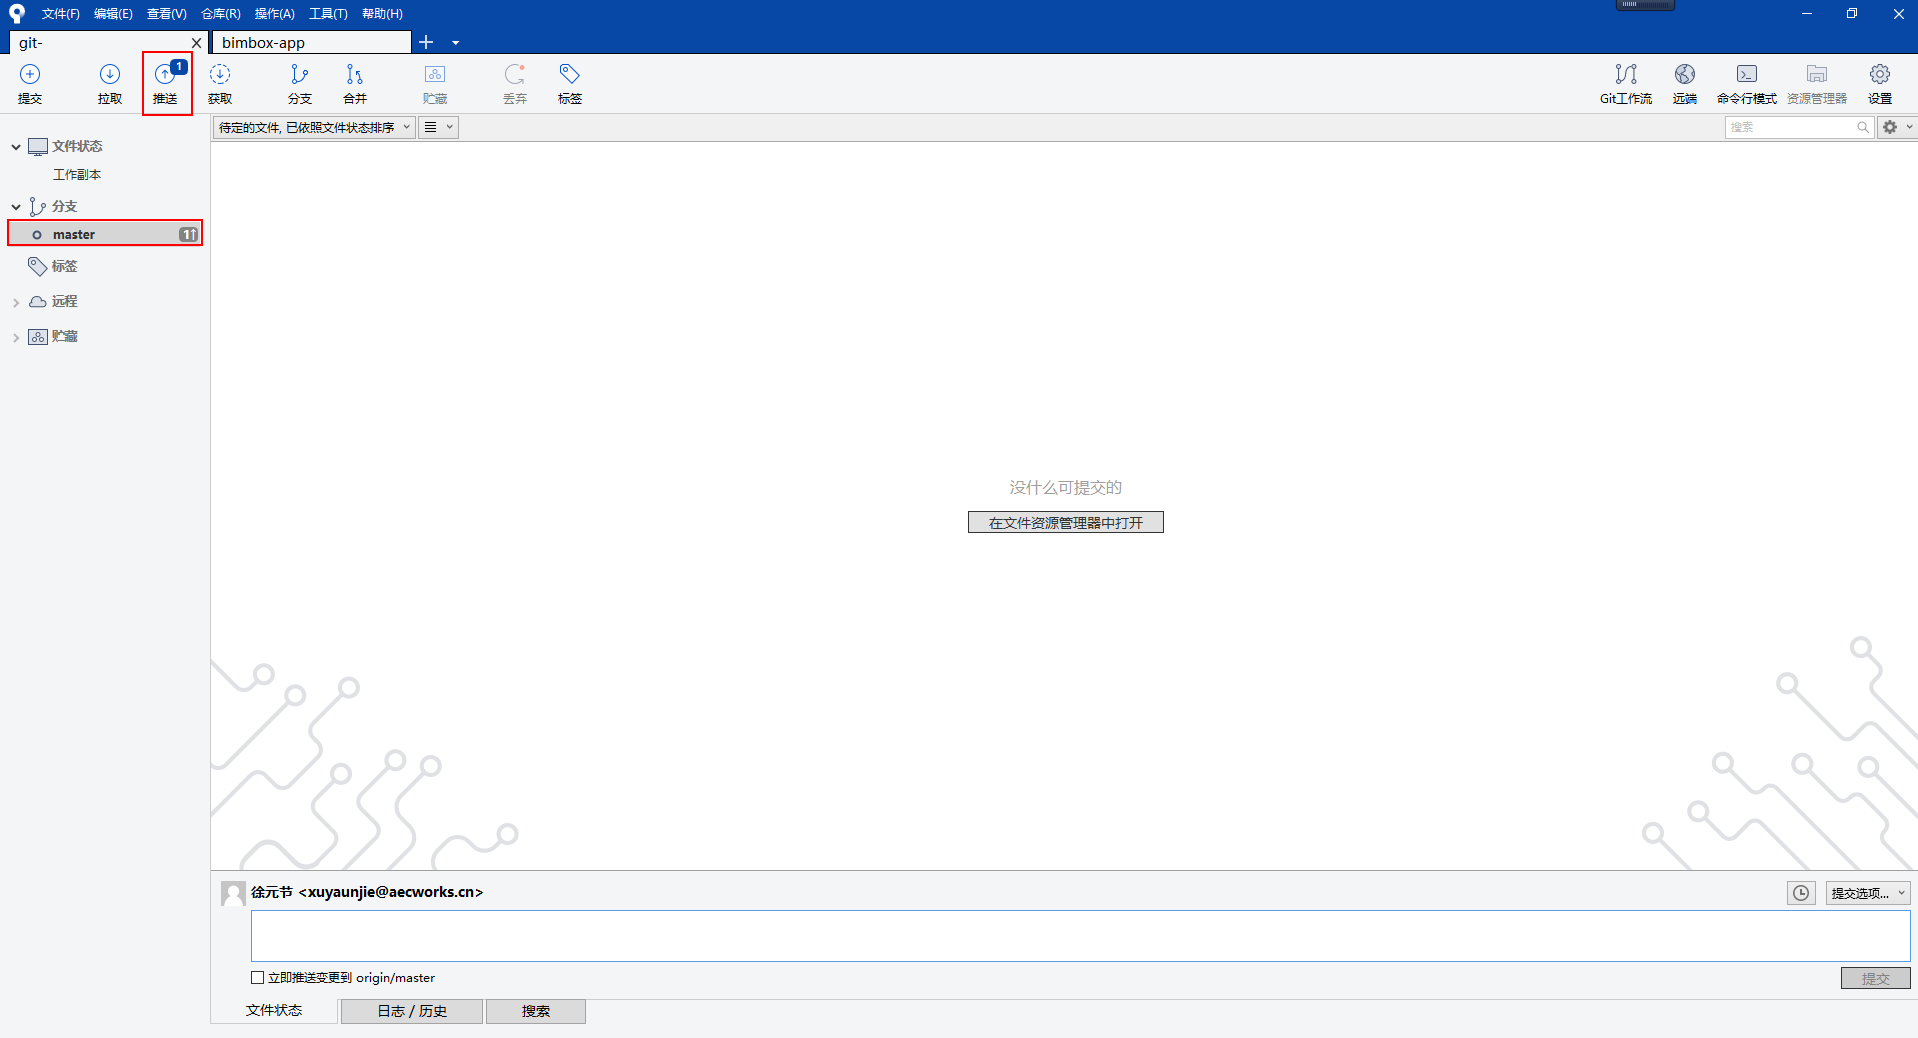 文件(F) 编辑(E) 查看(V) 仓库(R) 操作(A) 工具(T) 帮助(H)
git- bimbox-app
1
提交 拉取 推送 获取 分支 合并 贮藏 丢弃 标签 Git工作流 远端 命令行模式 资源管理器 设置
待定的文件, 已依照文件状态排序 搜索
文件状态
工作副本
分支
master 1↑
标签
远程
贮藏
没什么可提交的
在文件资源管理器中打开
徐元节 <xuyaunjie@aecworks.cn> 提交选项...
立即推送变更到 origin/master
提交
文件状态 日志 / 历史 搜索